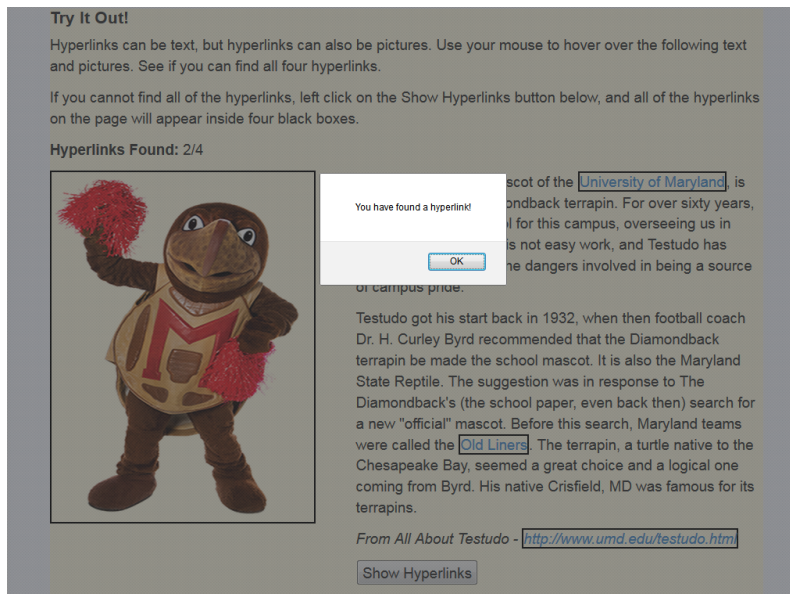 Try It Out!
Hyperlinks can be text, but hyperlinks can also be pictures. Use your mouse to hover over the following text
and pictures. See if you can find all four hyperlinks.
If you cannot find all of the hyperlinks, left click on the Show Hyperlinks button below, and all of the hyperlinks
on the page will appear inside four black boxes.
Hyperlinks Found: 2/4
M
You have found a hyperlink!
OK
scot of the University of Maryland, is
ondback terrapin. For over sixty years,
l for this campus, overseeing us in
is not easy work, and Testudo has
ne dangers involved in being a source
of campus pride.
Testudo got his start back in 1932, when then football coach
Dr. H. Curley Byrd recommended that the Diamondback
terrapin be made the school mascot. It is also the Maryland
State Reptile. The suggestion was in response to The
Diamondback's (the school paper, even back then) search for
a new "official" mascot. Before this search, Maryland teams
were called the Old Liners. The terrapin, a turtle native to the
Chesapeake Bay, seemed a great choice and a logical one
coming from Byrd. His native Crisfield, MD was famous for its
terrapins.
From All About Testudo - http://www.umd.edu/testudo.html
Show Hyperlinks